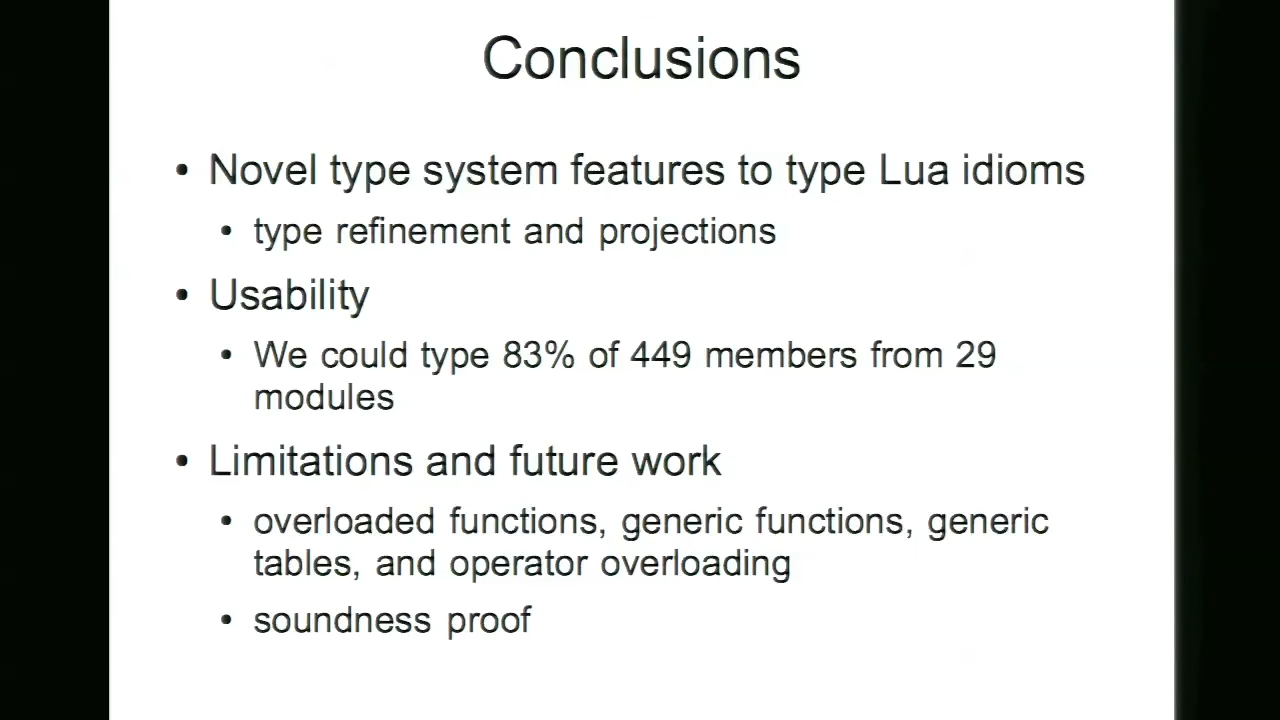 Conclusions
• Novel type system features to type Lua idioms
• type refinement and projections
• Usability
• We could type 83% of 449 members from 29
modules
• Limitations and future work
• overloaded functions, generic functions, generic
tables, and operator overloading
• soundness proof